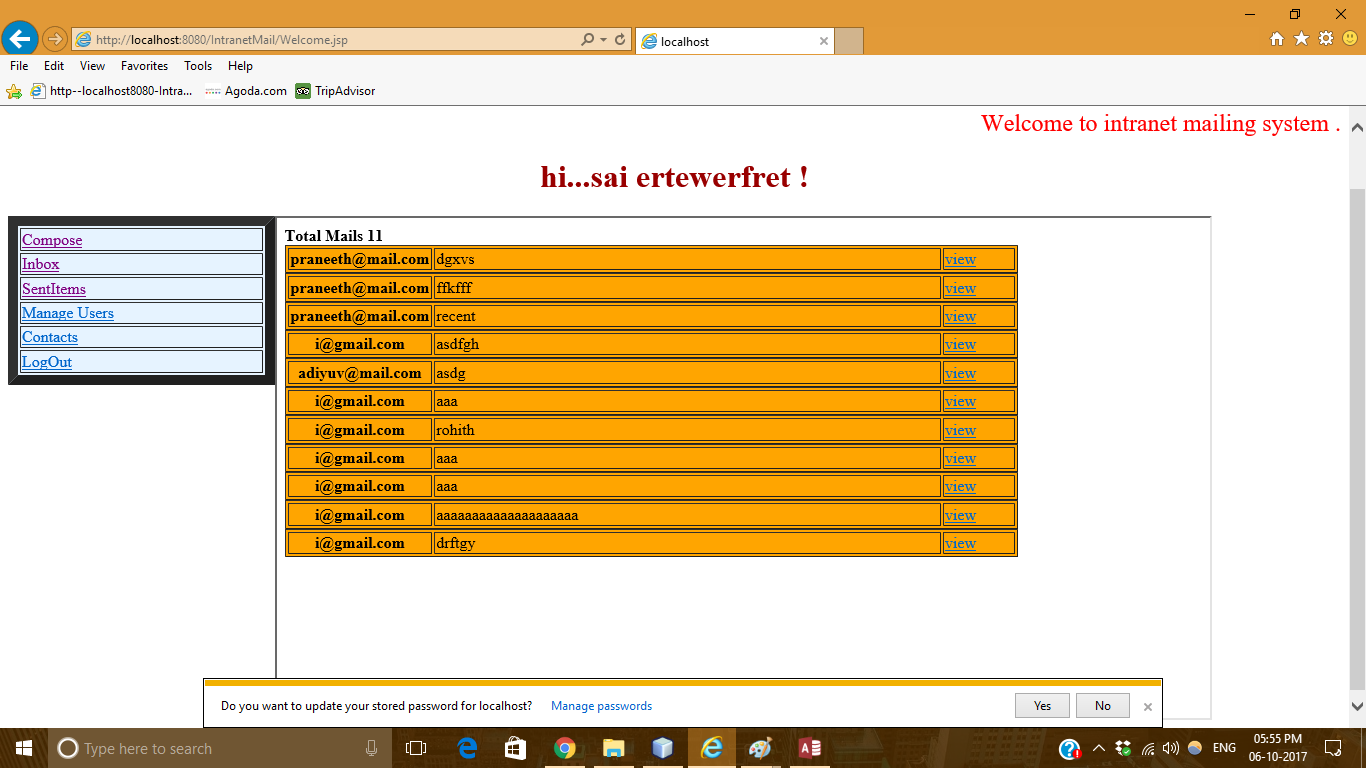 http://localhost:8080/IntranetMail/Welcome.jsp
localhost
File Edit View Favorites Tools Help
http--localhost8080-Intra... Agoda.com TripAdvisor
Welcome to intranet mailing system .
hi...sai ertewerfret !
Compose
Inbox
SentItems
Manage Users
Contacts
LogOut
Total Mails 11
praneeth@mail.com dgxvs view
praneeth@mail.com ffkfff view
praneeth@mail.com recent view
i@gmail.com asdfgh view
adiyuv@mail.com asdg view
i@gmail.com aaa view
i@gmail.com rohith view
i@gmail.com aaa view
i@gmail.com aaa view
i@gmail.com aaaaaaaaaaaaaaaaaaaa view
i@gmail.com drftgy view
Do you want to update your stored password for localhost? Manage passwords Yes No
Type here to search
ENG
05:55 PM
06-10-2017